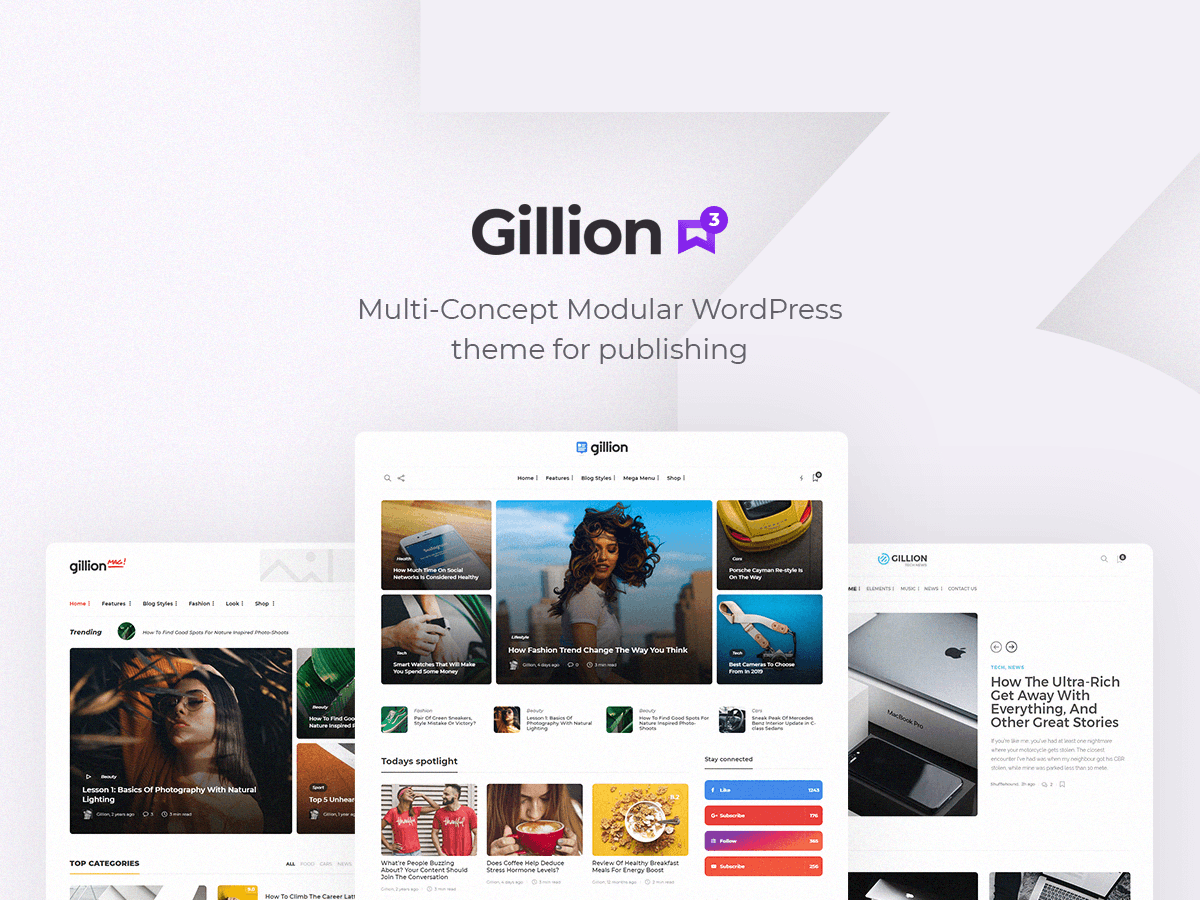 Gillion 3
Multi-Concept Modular WordPress
theme for publishing
gillion
Home
Features
Blog Styles
Mega Menu
Shop
0
Health
How Much Time On Social
Networks Is Considered Healthy
Tech
Smart Watches That Will Make
You Spend Some Money
Lifestyle
How Fashion Trend Change The Way You Think
Gillion, 4 days ago
0
3 min read
Cars
Porsche Cayman Re-style Is
On The Way
Tech
Best Cameras To Choose
From In 2019
Fashion
Pair Of Green Sneakers,
Style Mistake Or Victory?
Beauty
Lesson 1: Basics Of
Photography With Natural
Lighting
Beauty
How To Find Good Spots For
Nature Inspired Photo-
Shoots
Cars
Sneak Peak Of Mercedes
Benz Interior Update in C-
class Sedans
Todays spotlight
thankful
thankful
What're People Buzzing
About? Your Content Should
Join The Conversation
Gillion, 2 years ago
3 min read
Does Coffee Help Deduce
Stress Hormone Levels?
Gillion, 4 days ago
3 min read
8.2
Review Of Healthy Breakfast
Meals For Energy Boost
Gillion, 12 months ago
2 min read
Stay connected
Like
1243
Subscribe
176
Follow
365
Subscribe
256
gillion MAG!
Home
Features
Blog Styles
Fashion
Look
Shop
Trending
How To Find Good Spots For Nature Inspired Photo-Shoots
Beauty
Lesson 1: Basics Of Photography With Natural
Lighting
Gillion, 2 years ago
3
3 min read
Beauty
How To Find Goo
Nature Inspired P
Sport
Top 5 Unhear
Gillion, 1 year ag
TOP CATEGORIES
ALL
FOOD
CARS
NEWS
9.0
How To Climb The Career Latt
GILLION
TECH NEWS
0
ME
ELEMENTS
MUSIC
NEWS
CONTACT US
MacBook Pro
TECH, NEWS
How The Ultra-Rich
Get Away With
Everything, And
Other Great Stories
If you're like me, you've had at least one nightmare
where your motorcycle gets stolen. The closest
encounter I've had was when my neighbour got his CBR
stolen, while mine was parked less than 50 mete.
2